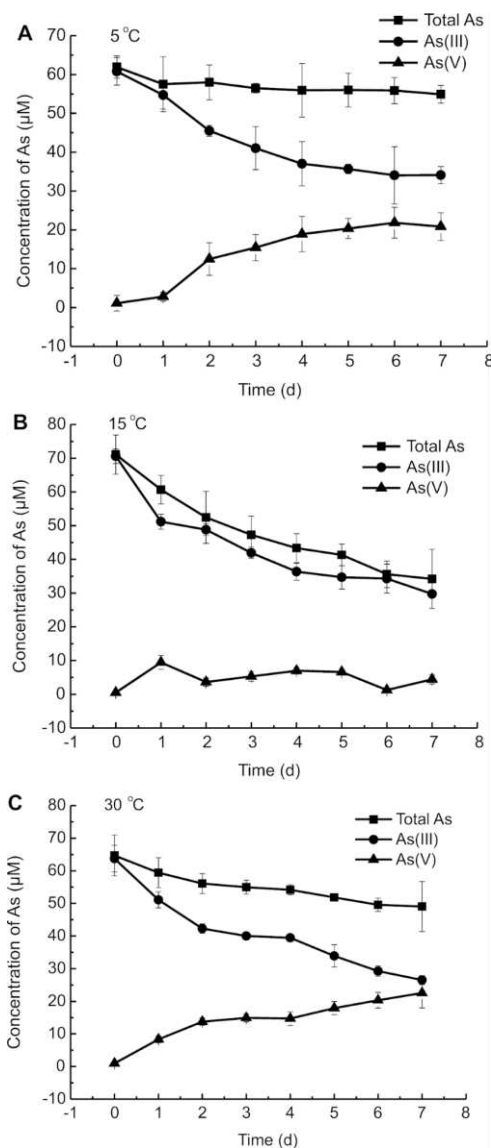 A
5 °C
Total As
As(III)
As(V)
70
60
50
40
30
20
10
0
-10
Concentration of As (µM)
-1 0 1 2 3 4 5 6 7 8
Time (d)
B
15 °C
Total As
As(III)
As(V)
80
70
60
50
40
30
20
10
0
-10
Concentration of As (µM)
-1 0 1 2 3 4 5 6 7 8
Time (d)
C
30 °C
Total As
As(III)
As(V)
80
70
60
50
40
30
20
10
0
-10
Concentration of As (µM)
-1 0 1 2 3 4 5 6 7 8
Time (d)